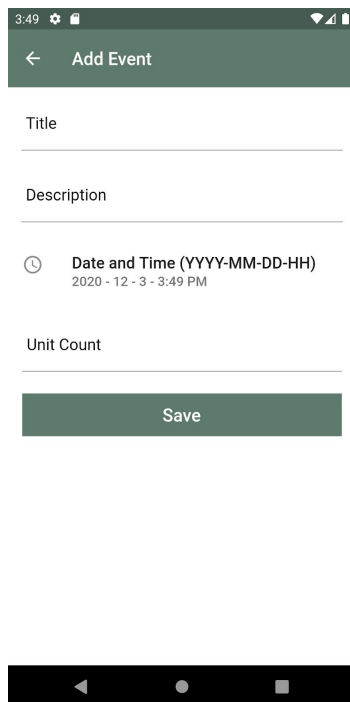 3:49
Add Event
Title
Description
Date and Time (YYYY-MM-DD-HH)
2020 - 12 - 3 - 3:49 PM
Unit Count
Save